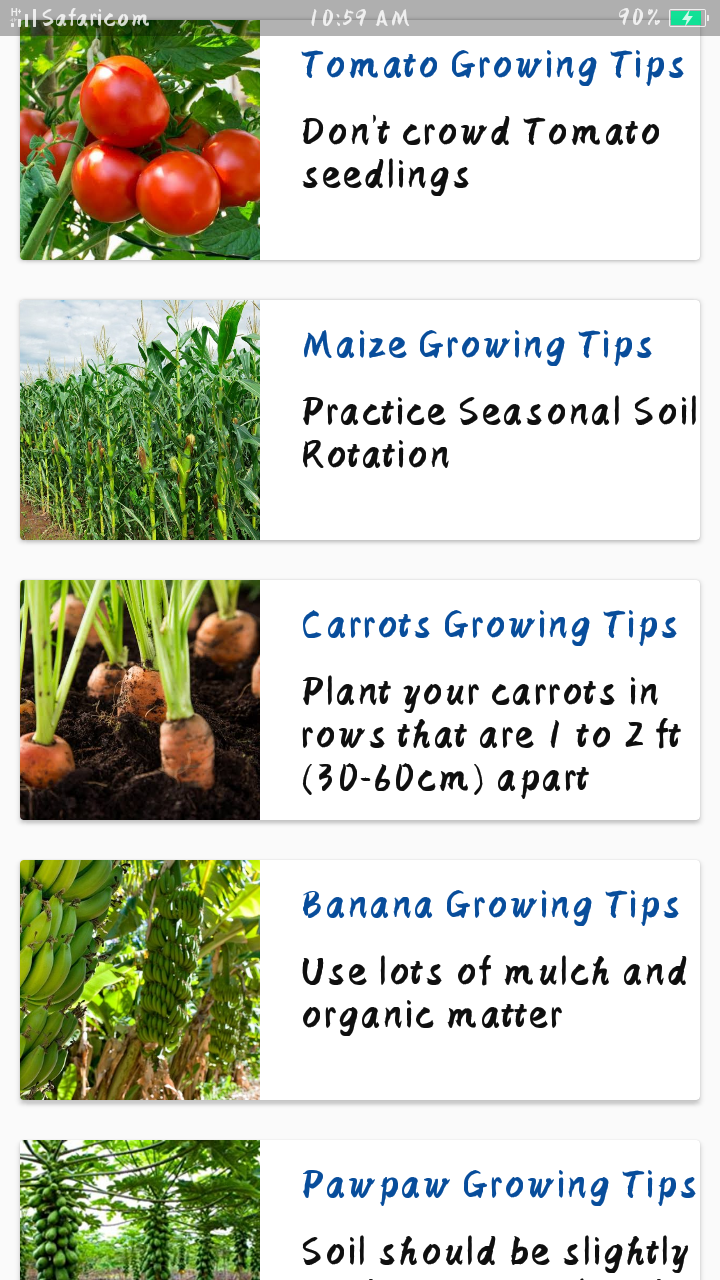 Safaricom 10:59 AM 90%
Tomato Growing Tips
Don't crowd Tomato
seedlings
Maize Growing Tips
Practice Seasonal Soil
Rotation
Carrots Growing Tips
Plant your carrots in
rows that are 1 to 2 ft
(30-60cm) apart
Banana Growing Tips
Use lots of mulch and
organic matter
Pawpaw Growing Tips
Soil should be slightly